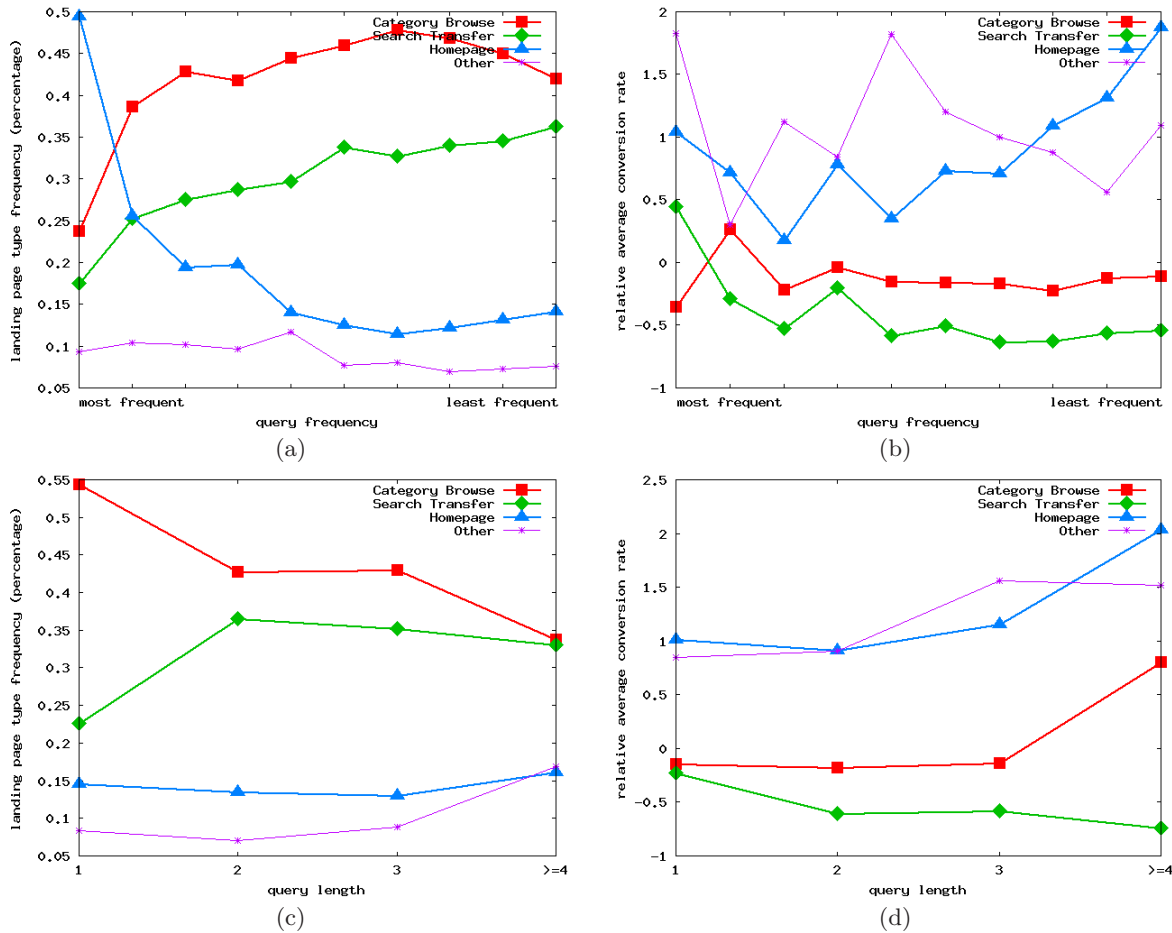 landing page type frequency (percentage)
0.5
0.45
0.4
0.35
0.3
0.25
0.2
0.15
0.1
0.05
Category Browse
Search Transfer
Homepage
Other
most frequent
least frequent
query frequency
(a)
relative average conversion rate
2
1.5
1
0.5
0
-0.5
-1
Category Browse
Search Transfer
Homepage
Other
most frequent
least frequent
query frequency
(b)
landing page type frequency (percentage)
0.55
0.5
0.45
0.4
0.35
0.3
0.25
0.2
0.15
0.1
0.05
Category Browse
Search Transfer
Homepage
Other
1 2 3 >=4
query length
(c)
relative average conversion rate
2.5
2
1.5
1
0.5
0
-0.5
-1
Category Browse
Search Transfer
Homepage
Other
1 2 3 >=4
query length
(d)